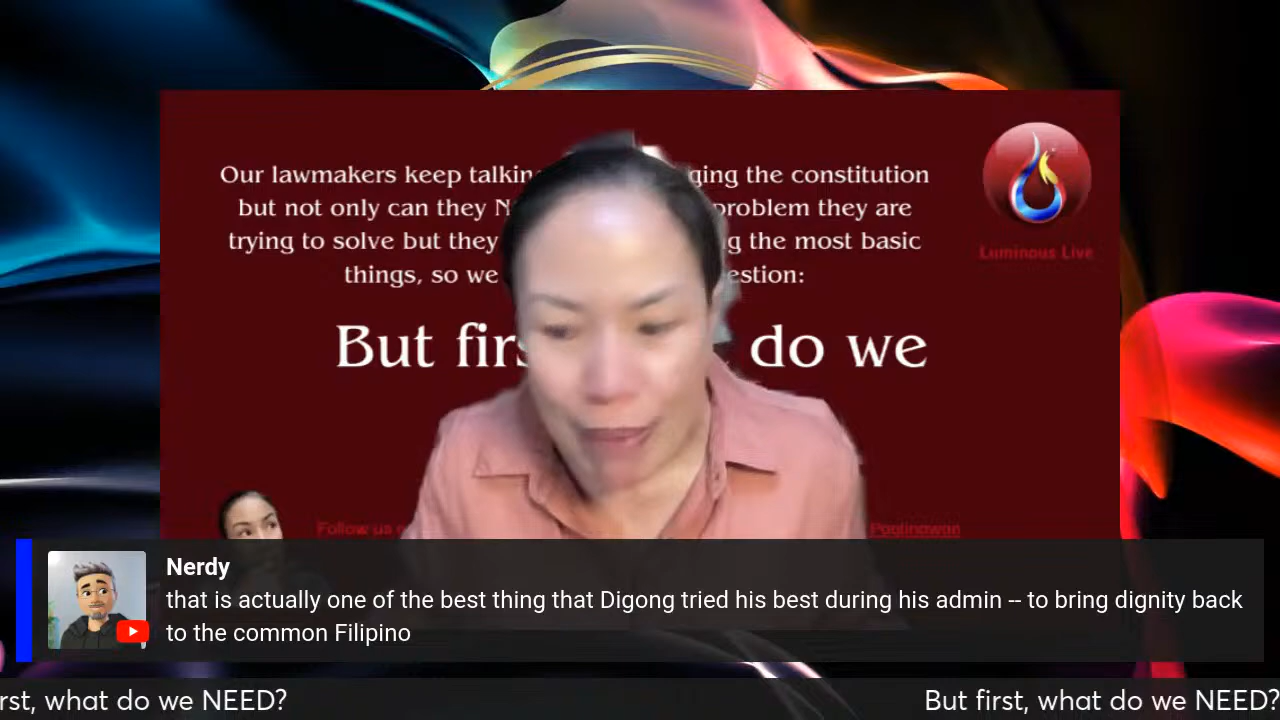 Our lawmakers keep talkin ging the constitution
but not only can they N problem they are
trying to solve but they g the most basic
things, so we estion:
But firs do we
Luminous Live
Follow us Paglinawan
Nerdy
that is actually one of the best thing that Digong tried his best during his admin -- to bring dignity back
to the common Filipino
rst, what do we NEED? But first, what do we NEED?